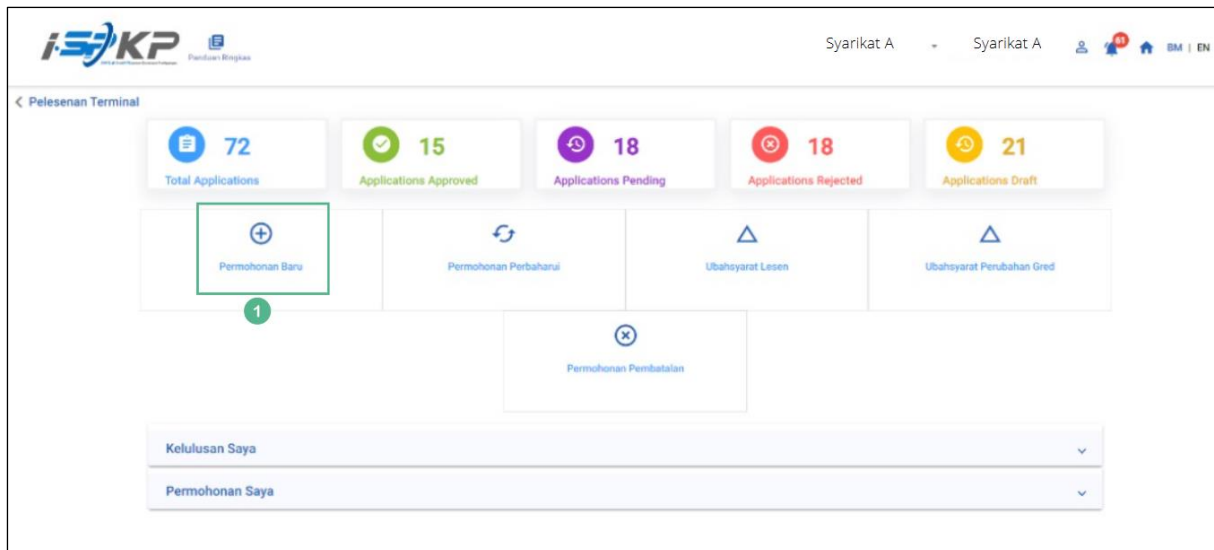 i-SPKP
Panduan Ringkas
Syarikat A - Syarikat A 61 BM | EN
< Pelesenan Terminal
72 15 18 18 21
Total Applications Applications Approved Applications Pending Applications Rejected Applications Draft
Permohonan Baru Permohonan Perbaharui Ubahsyarat Lesen Ubahsyarat Perubahan Gred
1
Permohonan Pembatalan
Kelulusan Saya
Permohonan Saya